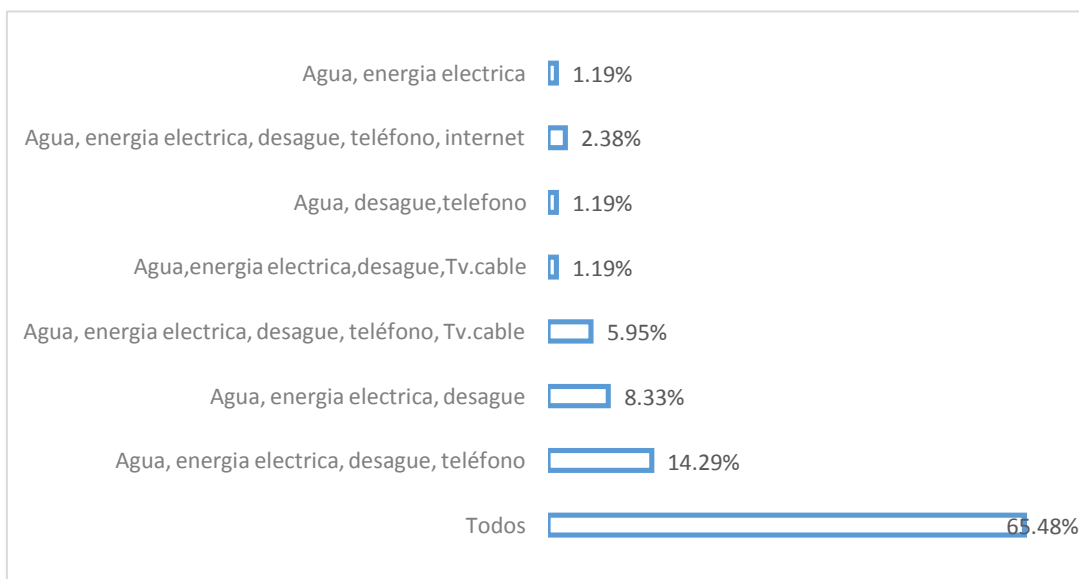 Agua, energia electrica 1.19%
Agua, energia electrica, desague, teléfono, internet 2.38%
Agua, desague,telefono 1.19%
Agua,energia electrica,desague,Tv.cable 1.19%
Agua, energia electrica, desague, teléfono, Tv.cable 5.95%
Agua, energia electrica, desague 8.33%
Agua, energia electrica, desague, teléfono 14.29%
Todos 65.48%